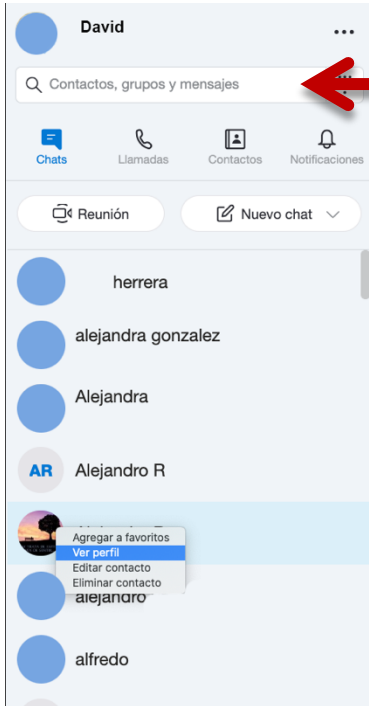 David
Contactos, grupos y mensajes
Chats
Llamadas
Contactos
Notificaciones
Reunión
Nuevo chat
herrera
alejandra gonzalez
Alejandra
AR
Alejandro R
Agregar a favoritos
Ver perfil
Editar contacto
Eliminar contacto
alejandro
alfredo